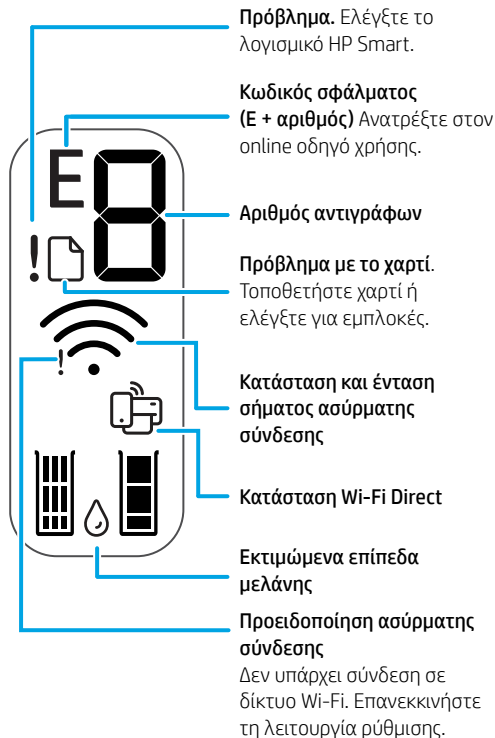 Πρόβλημα. Ελέγξτε το
λογισμικό HP Smart.
Κωδικός σφάλματος
(E + αριθμός) Ανατρέξτε στον
online οδηγό χρήσης.
E 8
Αριθμός αντιγράφων
!
Πρόβλημα με το χαρτί.
Τοποθετήστε χαρτί ή
ελέγξτε για εμπλοκές.
!
Κατάσταση και ένταση
σήματος ασύρματης
σύνδεσης
Κατάσταση Wi-Fi Direct
Εκτιμώμενα επίπεδα
μελάνης
Προειδοποίηση ασύρματης
σύνδεσης
Δεν υπάρχει σύνδεση σε
δίκτυο Wi-Fi. Επανεκκινήστε
τη λειτουργία ρύθμισης.